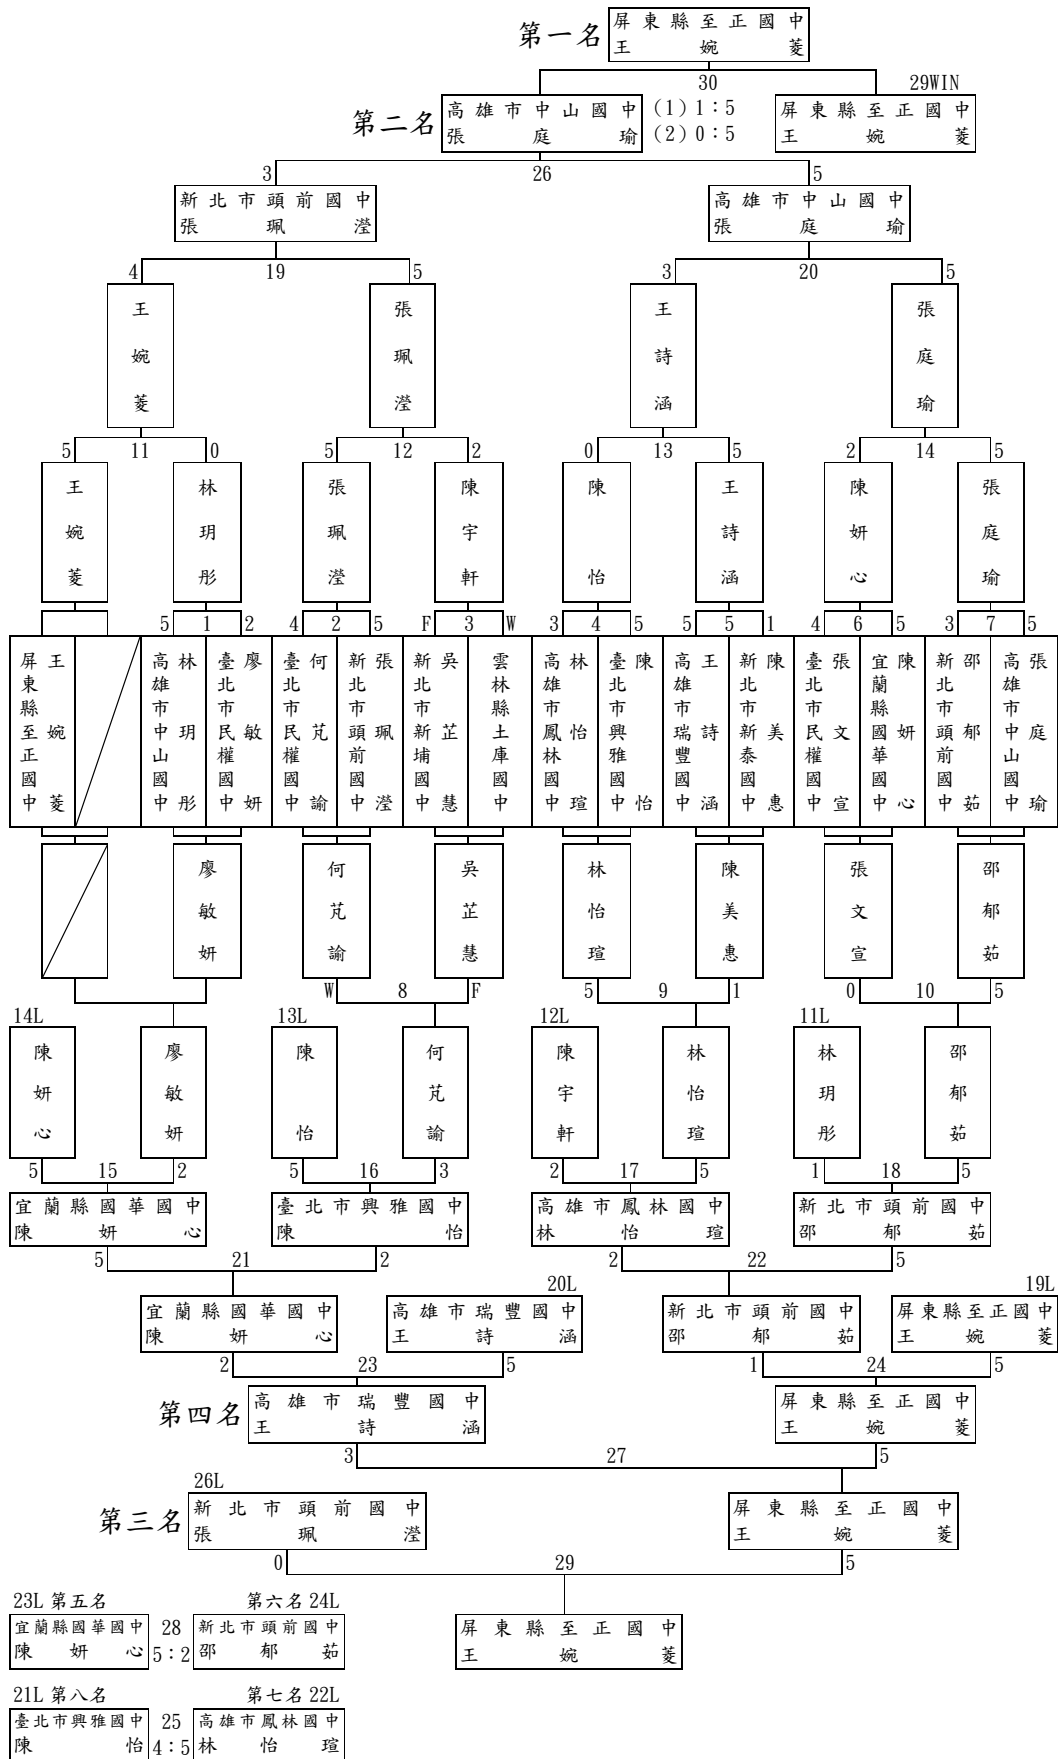 第一名
屏東縣至正國中
王婉菱
30
29WIN
第二名
高雄市中山國中
張庭瑜
(1)1:5
(2)0:5
屏東縣至正國中
王婉菱
3 26 5
新北市頭前國中
張珮瀅
高雄市中山國中
張庭瑜
4 19 5
3 20 5
王婉菱
張珮瀅
王詩涵
張庭瑜
5 11 0
5 12 2
0 13 5
2 14 5
王婉菱
林玥彤
張珮瀅
陳宇軒
陳怡
王詩涵
陳妍心
張庭瑜
5 1 2
4 2 5
F 3 W
3 4 5
5 5 1
4 6 5
3 7 5
屏東縣至正國中
王婉菱
高雄市中山國中
林玥彤
臺北市民權國中
廖敏妍
臺北市民權國中
何芃諭
新北市頭前國中
張珮瀅
新北市新埔國中
吳芷慧
雲林縣土庫國中
高雄市鳳林國中
林怡瑄
臺北市興雅國中
陳怡
高雄市瑞豐國中
王詩涵
新北市新泰國中
陳美惠
臺北市民權國中
張文宣
宜蘭縣國華國中
陳妍心
新北市頭前國中
邵郁茹
高雄市中山國中
張庭瑜
廖敏妍
何芃諭
吳芷慧
林怡瑄
陳美惠
張文宣
邵郁茹
W 8 F
5 9 1
0 10 5
14L
陳妍心
廖敏妍
13L
陳怡
何芃諭
12L
陳宇軒
林怡瑄
11L
林玥彤
邵郁茹
5 15 2
5 16 3
2 17 5
1 18 5
宜蘭縣國華國中
陳妍心
臺北市興雅國中
陳怡
高雄市鳳林國中
林怡瑄
新北市頭前國中
邵郁茹
5 21 2
2 22 5
宜蘭縣國華國中
陳妍心
20L
高雄市瑞豐國中
王詩涵
新北市頭前國中
邵郁茹
19L
屏東縣至正國中
王婉菱
2 23 5
1 24 5
第四名
高雄市瑞豐國中
王詩涵
屏東縣至正國中
王婉菱
3 27 5
26L
第三名
新北市頭前國中
張珮瀅
屏東縣至正國中
王婉菱
0 29 5
屏東縣至正國中
王婉菱
23L 第五名
宜蘭縣國華國中
陳妍心
28
5:2
第六名 24L
新北市頭前國中
邵郁茹
21L 第八名
臺北市興雅國中
陳怡
25
4:5
第七名 22L
高雄市鳳林國中
林怡瑄